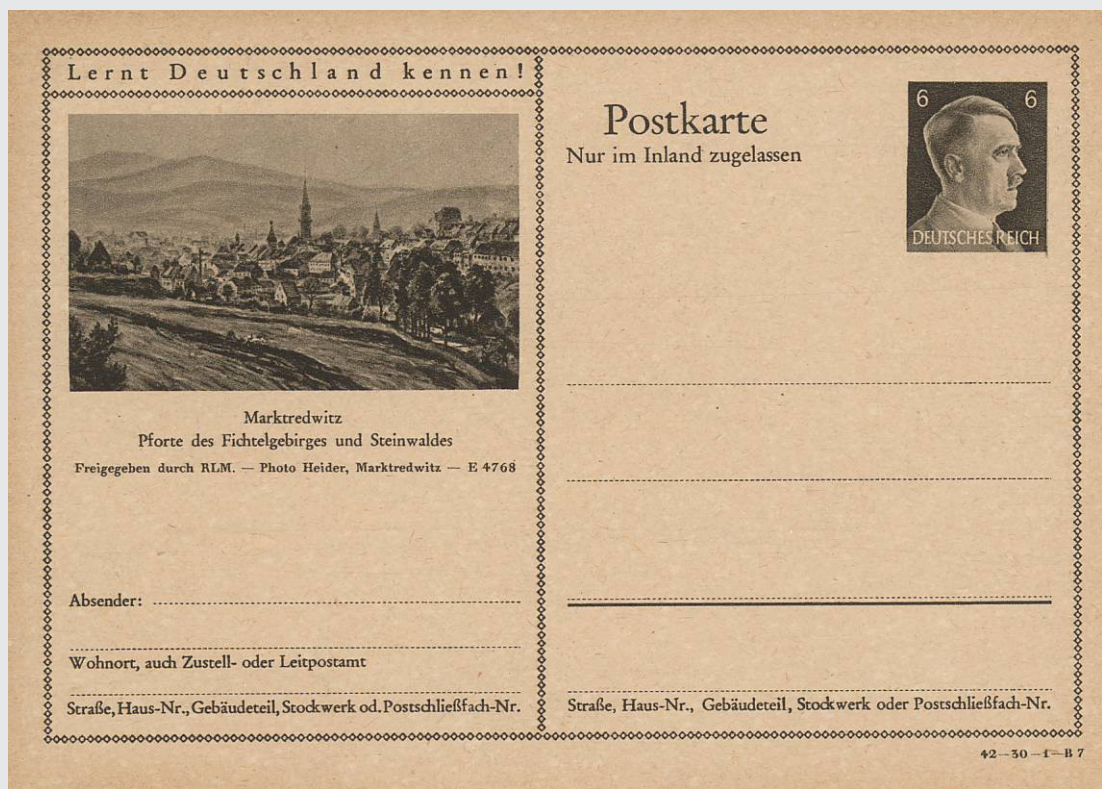 Lernt Deutschland kennen!
Marktredwitz
Pforte des Fichtelgebirges und Steinwaldes
Freigegeben durch RLM. — Photo Heider, Marktredwitz — E 4768
Absender:
Wohnort, auch Zustell- oder Leitpostamt
Straße, Haus-Nr., Gebäudeteil, Stockwerk od. Postschließfach-Nr.
Postkarte
Nur im Inland zugelassen
6 6
DEUTSCHES REICH
Straße, Haus-Nr., Gebäudeteil, Stockwerk oder Postschließfach-Nr.
42—30—1—B 7